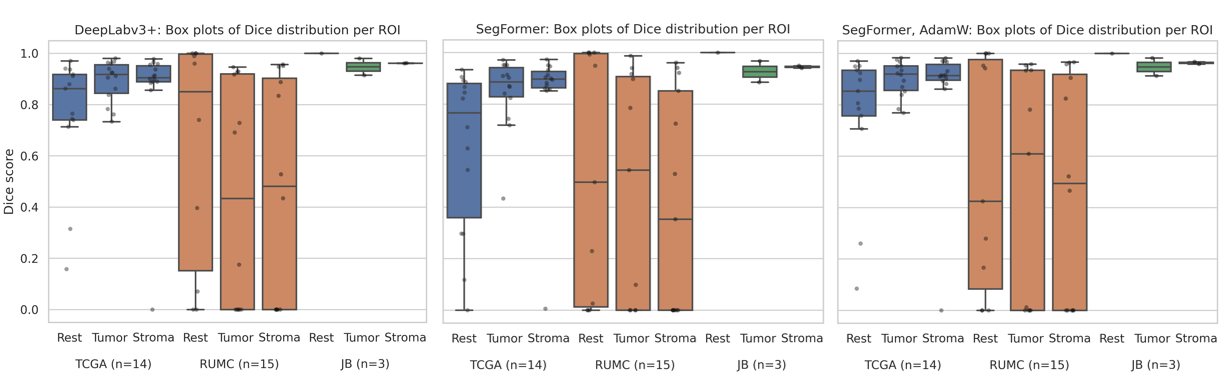 DeepLabv3+: Box plots of Dice distribution per ROI
SegFormer: Box plots of Dice distribution per ROI
SegFormer, AdamW: Box plots of Dice distribution per ROI
Dice score
1.0
0.8
0.6
0.4
0.2
0.0
Rest Tumor Stroma Rest Tumor Stroma Rest Tumor Stroma
TCGA (n=14) RUMC (n=15) JB (n=3)
Rest Tumor Stroma Rest Tumor Stroma Rest Tumor Stroma
TCGA (n=14) RUMC (n=15) JB (n=3)
Rest Tumor Stroma Rest Tumor Stroma Rest Tumor Stroma
TCGA (n=14) RUMC (n=15) JB (n=3)